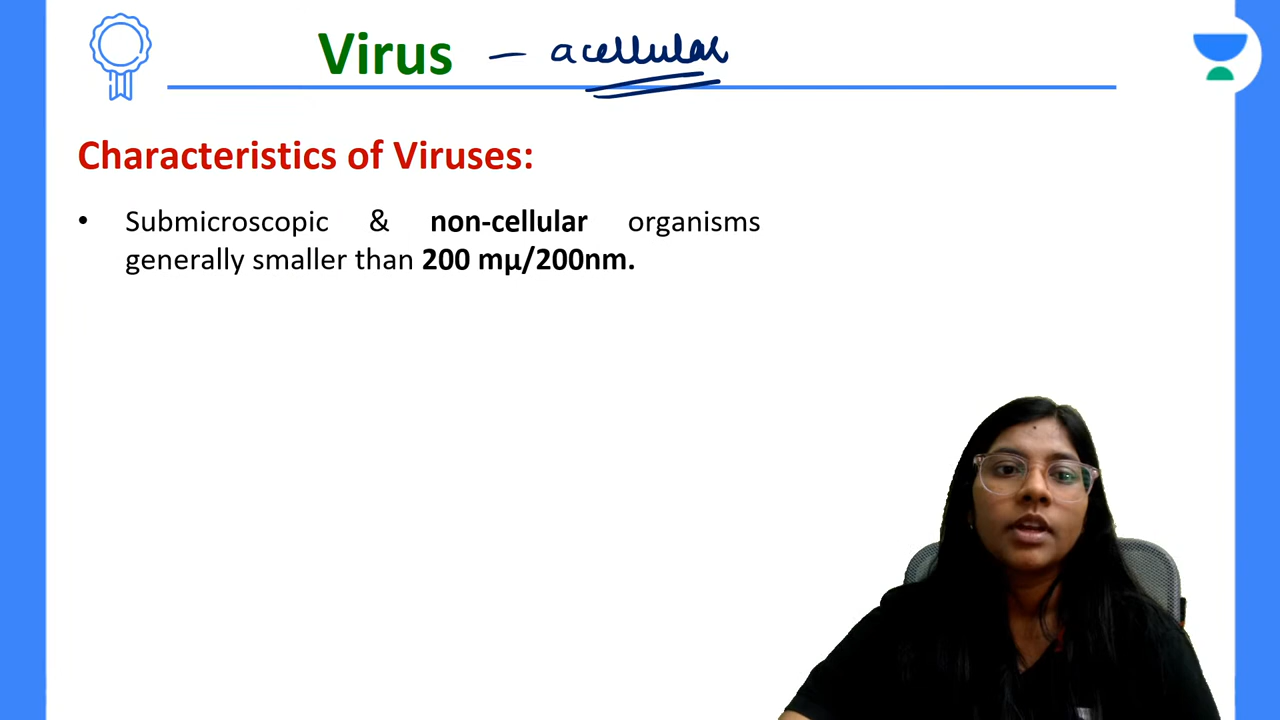 Virus – acellular
Characteristics of Viruses:
• Submicroscopic & non-cellular organisms
generally smaller than 200 mµ/200nm.